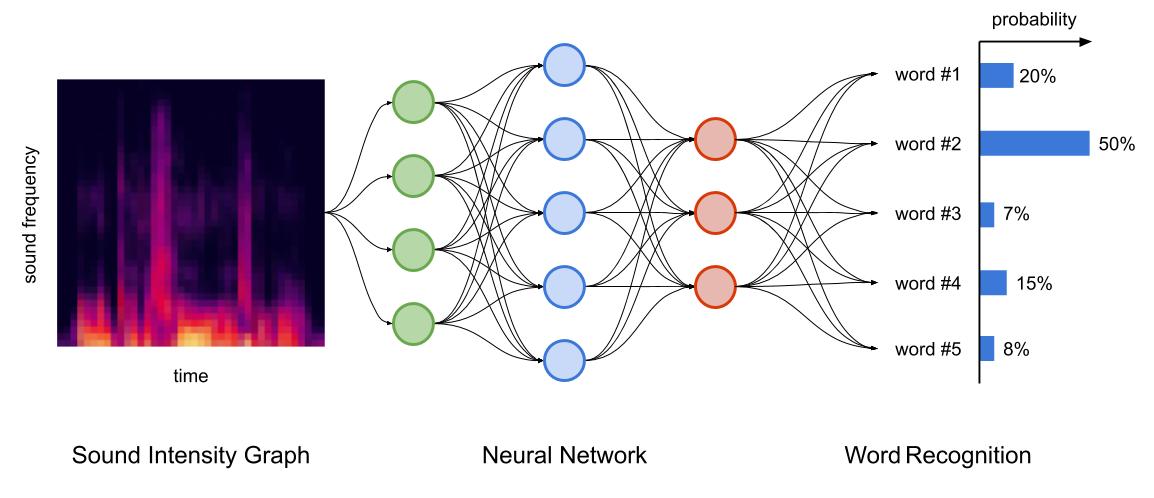 probability
word #1
20%
word #2
50%
word #3
7%
word #4
15%
word #5
8%
sound frequency
time
Sound Intensity Graph
Neural Network
Word Recognition